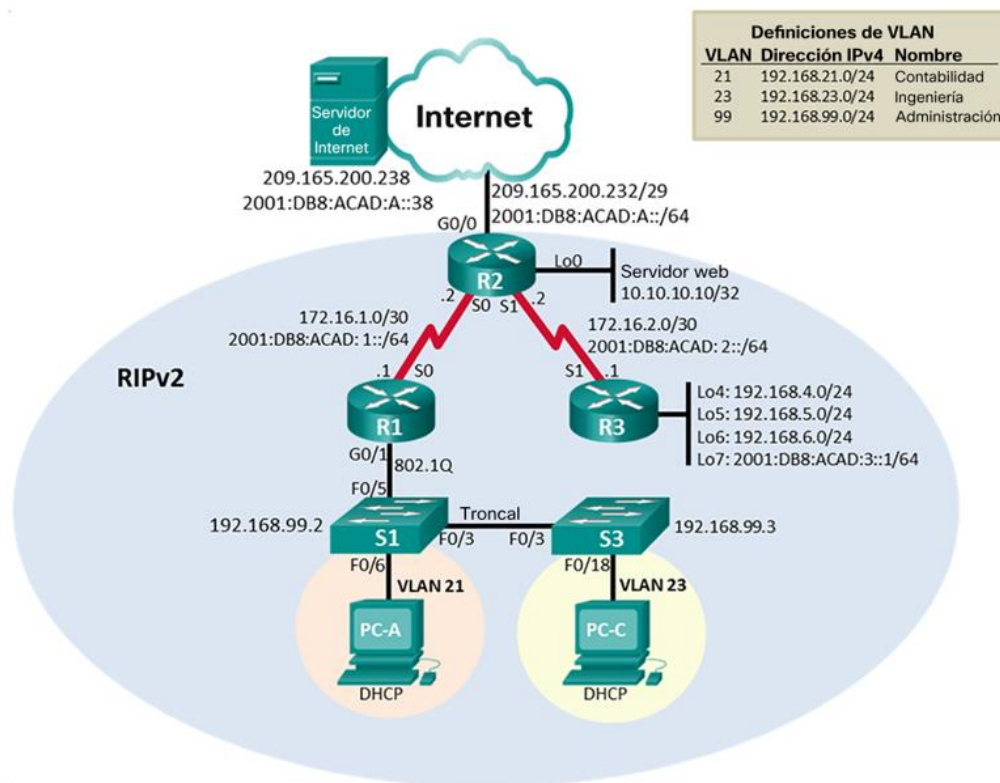 Definiciones de VLAN
VLAN Dirección IPv4 Nombre
21 192.168.21.0/24 Contabilidad
23 192.168.23.0/24 Ingeniería
99 192.168.99.0/24 Administración
Servidor
de
Internet
Internet
209.165.200.238
2001:DB8:ACAD:A::38
209.165.200.232/29
2001:DB8:ACAD:A::/64
G0/0
R2
Lo0
Servidor web
10.10.10.10/32
.2 S0 S1 .2
172.16.1.0/30
2001:DB8:ACAD: 1::/64
172.16.2.0/30
2001:DB8:ACAD: 2::/64
RIPv2
.1 S0
S1 .1
R1
R3
Lo4: 192.168.4.0/24
Lo5: 192.168.5.0/24
Lo6: 192.168.6.0/24
Lo7: 2001:DB8:ACAD:3::1/64
G0/1
802.1Q
F0/5
Troncal
192.168.99.2
S1
F0/3 F0/3
S3
192.168.99.3
F0/6
VLAN 21
F0/18
VLAN 23
PC-A
PC-C
DHCP
DHCP